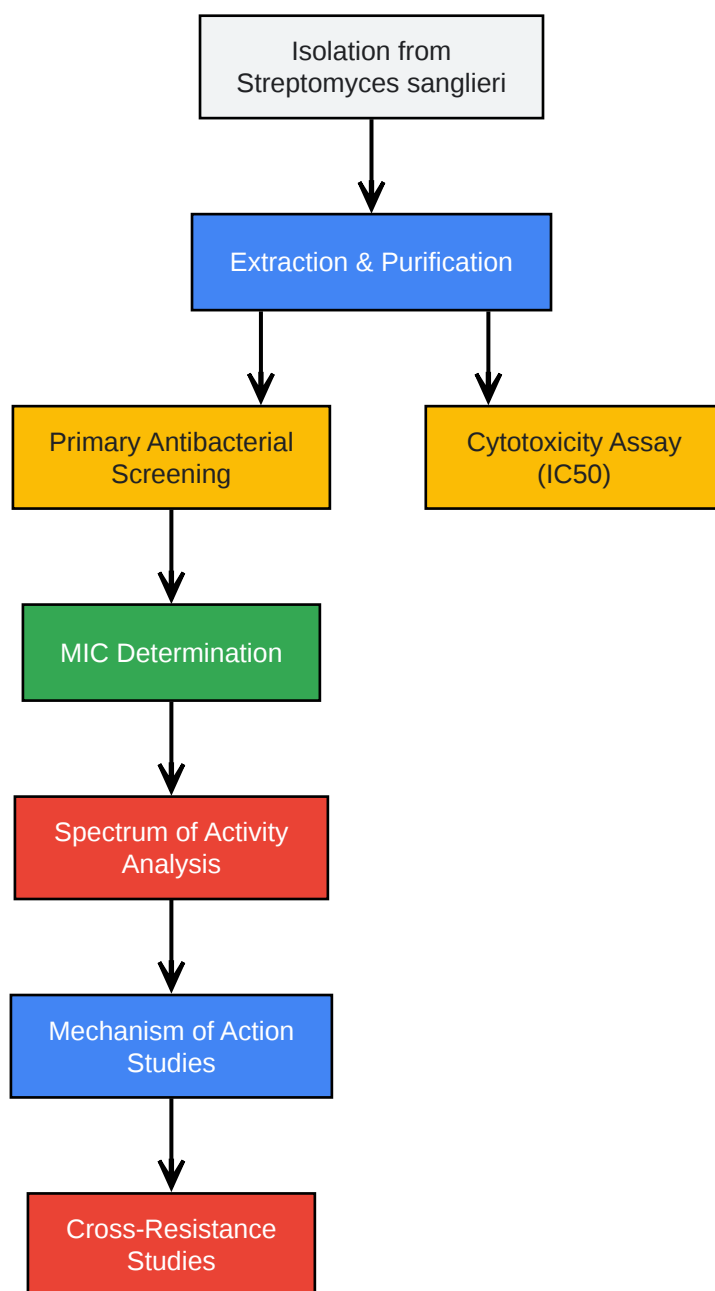 Isolation from
Streptomyces sanglieri
Extraction & Purification
Primary Antibacterial
Screening
Cytotoxicity Assay
(IC50)
MIC Determination
Spectrum of Activity
Analysis
Mechanism of Action
Studies
Cross-Resistance
Studies